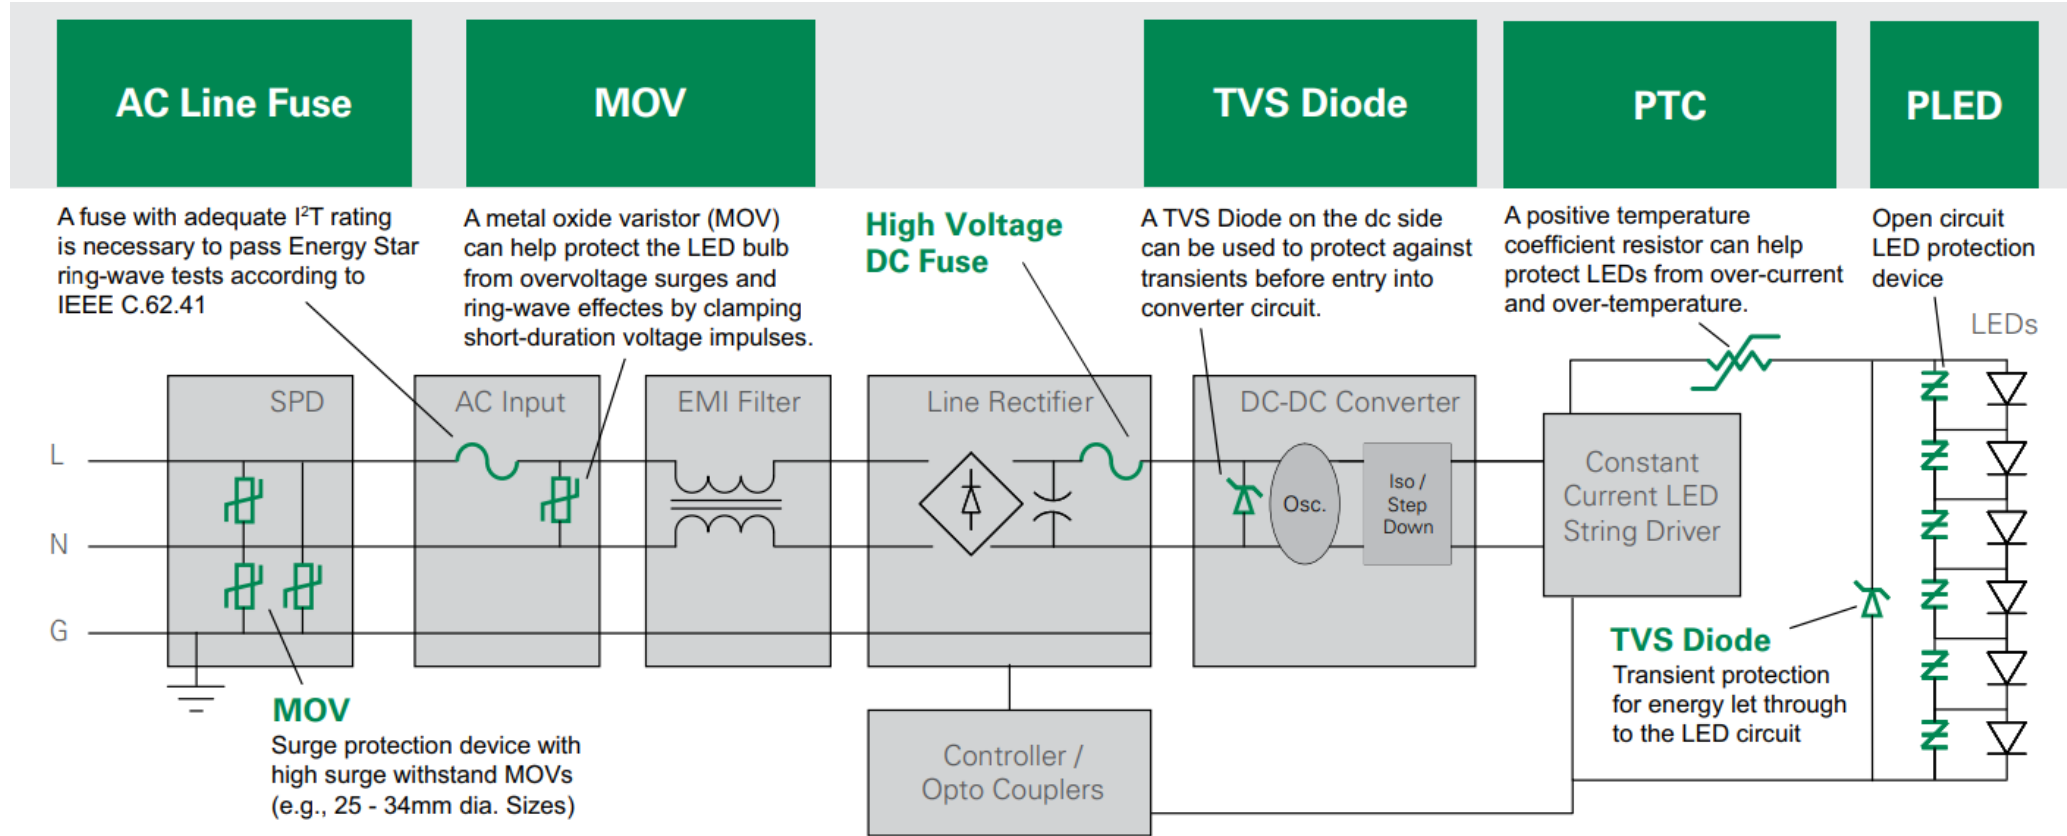 AC Line Fuse
MOV
TVS Diode
PTC
PLED
A fuse with adequate I²T rating
is necessary to pass Energy Star
ring-wave tests according to
IEEE C.62.41
A metal oxide varistor (MOV)
can help protect the LED bulb
from overvoltage surges and
ring-wave effectes by clamping
short-duration voltage impulses.
High Voltage
DC Fuse
A TVS Diode on the dc side
can be used to protect against
transients before entry into
converter circuit.
A positive temperature
coefficient resistor can help
protect LEDs from over-current
and over-temperature.
Open circuit
LED protection
device
LEDs
SPD
AC Input
EMI Filter
Line Rectifier
DC-DC Converter
L
N
G
Osc.
Iso /
Step
Down
Constant
Current LED
String Driver
MOV
Surge protection device with
high surge withstand MOVs
(e.g., 25 - 34mm dia. Sizes)
Controller /
Opto Couplers
TVS Diode
Transient protection
for energy let through
to the LED circuit